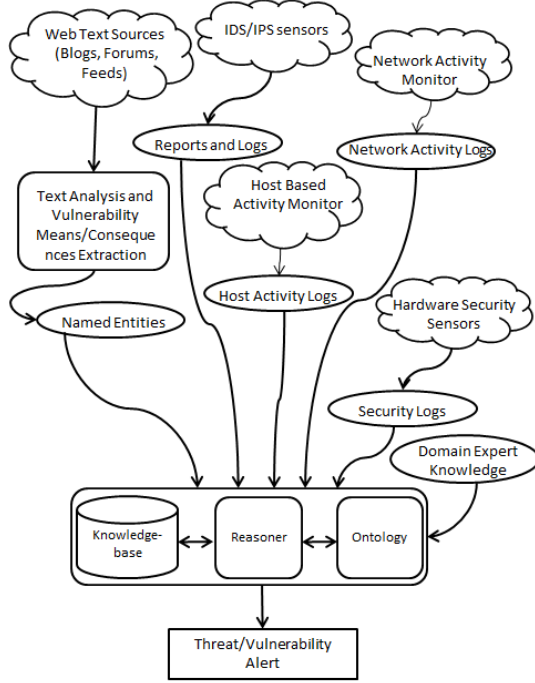 Web Text Sources
(Blogs, Forums,
Feeds)
IDS/IPS sensors
Network Activity
Monitor
Reports and Logs
Network Activity Logs
Text Analysis and
Vulnerability
Means/Conseque
nces Extraction
Host Based
Activity Monitor
Host Activity Logs
Hardware Security
Sensors
Named Entities
Security Logs
Domain Expert
Knowledge
Knowledge-
base
Reasoner
Ontology
Threat/Vulnerability
Alert